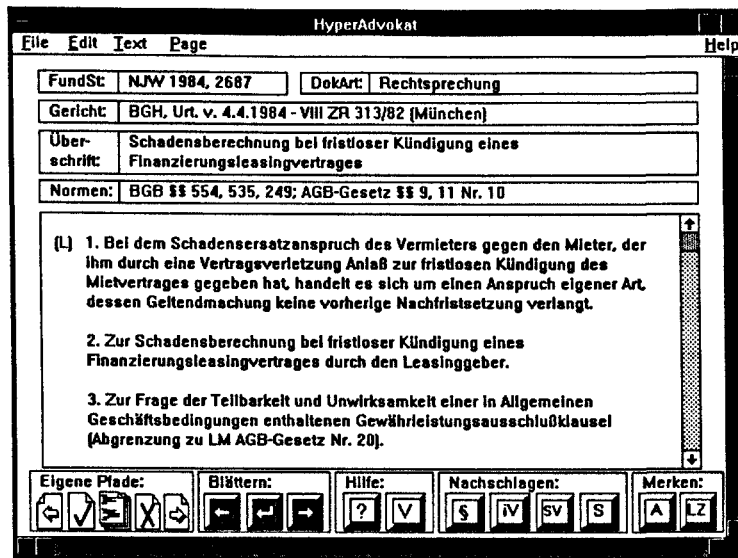 HyperAdvokat
File Edit Text Page Help
FundSt: NJW 1984, 2687 DokArt: Rechtsprechung
Gericht: BGH, Urt. v. 4.4.1984 - VIII ZR 313/82 (München)
Über- Schadensberechnung bei fristloser Kündigung eines
schrift: Finanzierungsleasingvertrages
Normen: BGB §§ 554, 535, 249; AGB-Gesetz §§ 9, 11 Nr. 10
(L) 1. Bei dem Schadensersatzanspruch des Vermieters gegen den Mieter, der
ihm durch eine Vertragsverletzung Anlaß zur fristlosen Kündigung des
Mietvertrages gegeben hat, handelt es sich um einen Anspruch eigener Art,
dessen Geltendmachung keine vorherige Nachfristsetzung verlangt.
2. Zur Schadensberechnung bei fristloser Kündigung eines
Finanzierungsleasingvertrages durch den Leasinggeber.
3. Zur Frage der Teilbarkeit und Unwirksamkeit einer in Allgemeinen
Geschäftsbedingungen enthaltenen Gewährleistungsausschlußklausel
(Abgrenzung zu LM AGB-Gesetz Nr. 20).
Eigene Pfade: Blättern: Hilfe: Nachschlagen: Merken:
? V § iV SV S A LZ